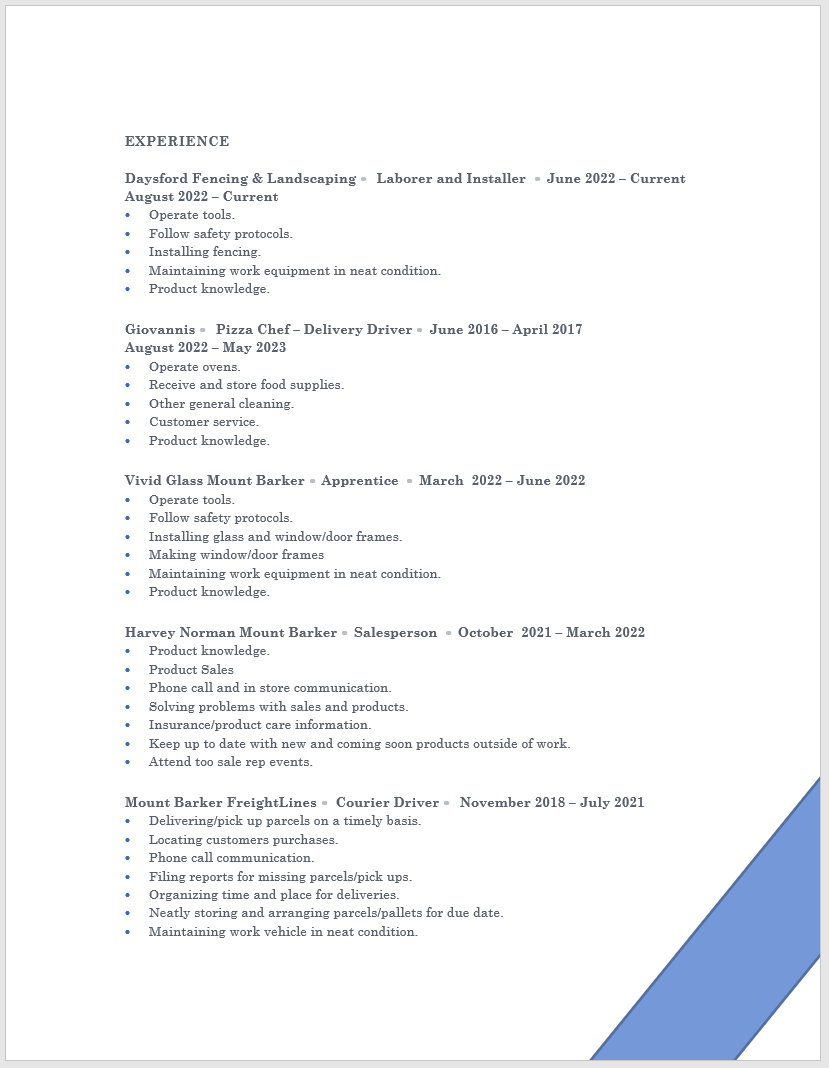 EXPERIENCE
Daysford Fencing & Landscaping • Laborer and Installer • June 2022 – Current
August 2022 – Current
• Operate tools.
• Follow safety protocols.
• Installing fencing.
• Maintaining work equipment in neat condition.
• Product knowledge.
Giovannis • Pizza Chef – Delivery Driver • June 2016 – April 2017
August 2022 – May 2023
• Operate ovens.
• Receive and store food supplies.
• Other general cleaning.
• Customer service.
• Product knowledge.
Vivid Glass Mount Barker • Apprentice • March 2022 – June 2022
• Operate tools.
• Follow safety protocols.
• Installing glass and window/door frames.
• Making window/door frames
• Maintaining work equipment in neat condition.
• Product knowledge.
Harvey Norman Mount Barker • Salesperson • October 2021 – March 2022
• Product knowledge.
• Product Sales
• Phone call and in store communication.
• Solving problems with sales and products.
• Insurance/product care information.
• Keep up to date with new and coming soon products outside of work.
• Attend too sale rep events.
Mount Barker FreightLines • Courier Driver • November 2018 – July 2021
• Delivering/pick up parcels on a timely basis.
• Locating customers purchases.
• Phone call communication.
• Filing reports for missing parcels/pick ups.
• Organizing time and place for deliveries.
• Neatly storing and arranging parcels/pallets for due date.
• Maintaining work vehicle in neat condition.